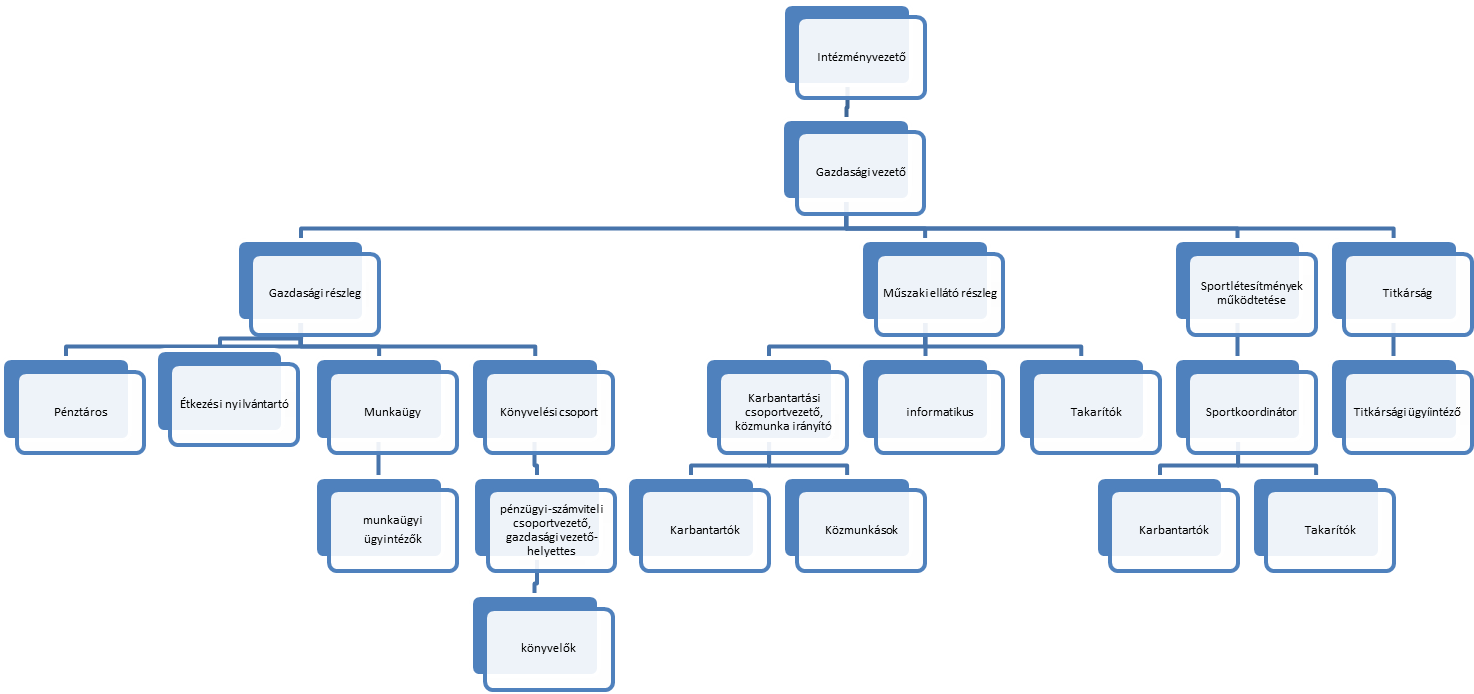 Intézményvezető
Gazdasági vezető
Gazdasági részleg
Műszaki ellátó részleg
Sportlétesítmények
működtetése
Titkárság
Pénztáros
Étkezési nyilvántartó
Munkaügy
Könyvelési csoport
Karbantartási
csoportvezető,
közmunka irányító
informatikus
Takarítók
Sportkoordinátor
Titkársági ügyíintéző
munkaügyi
ügyintézők
pénzügyi-számviteli
csoportvezető,
gazdasági vezető-
helyettes
Karbantartók
Közmunkások
Karbantartók
Takarítók
könyvelők